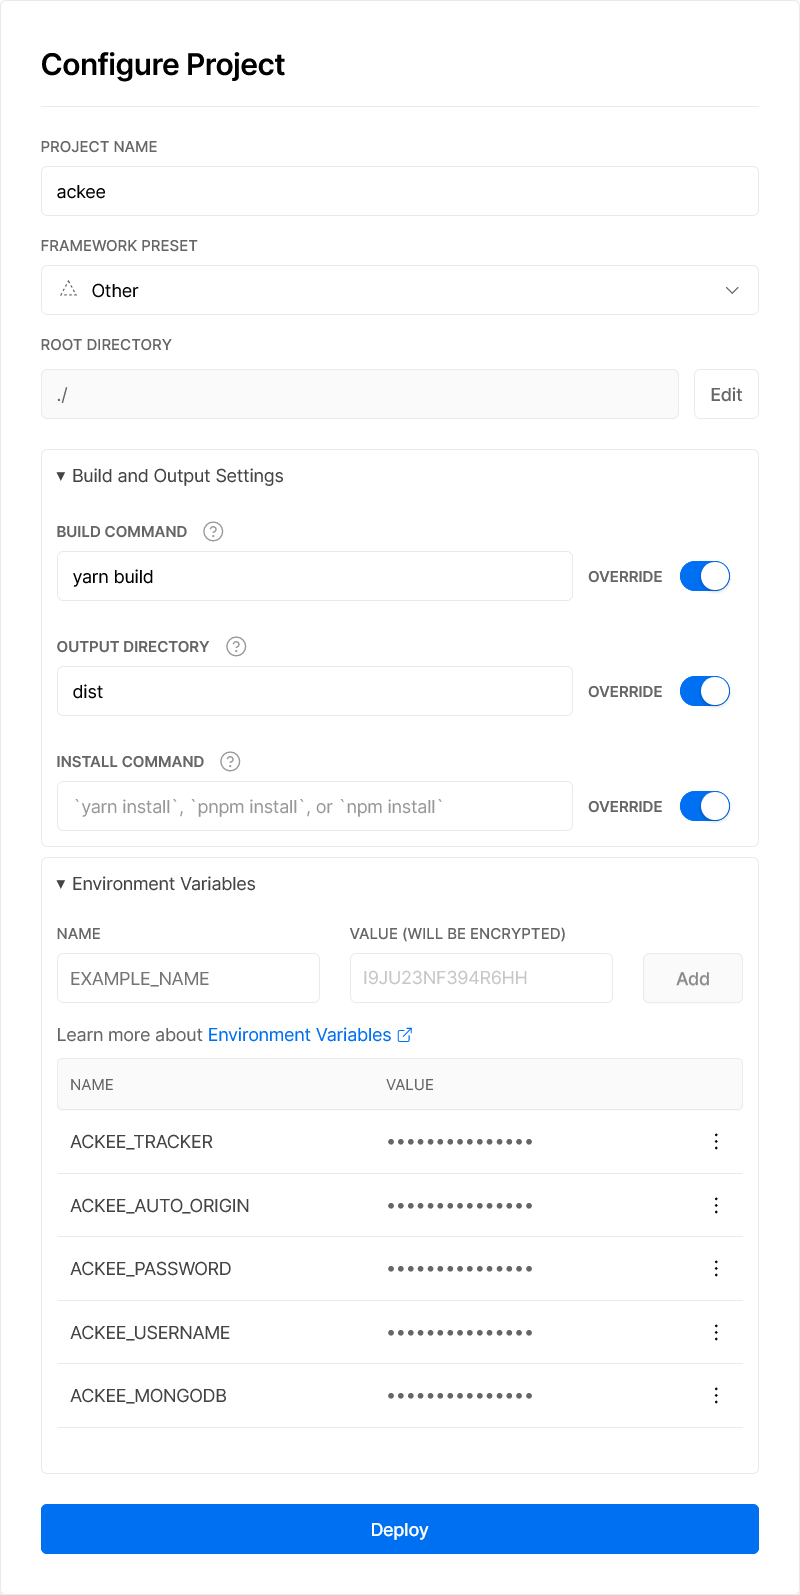 Configure Project
PROJECT NAME
ackee
FRAMEWORK PRESET
Other
ROOT DIRECTORY
./
Edit
▾ Build and Output Settings
BUILD COMMAND ?
yarn build
OVERRIDE
OUTPUT DIRECTORY ?
dist
OVERRIDE
INSTALL COMMAND ?
`yarn install`, `pnpm install`, or `npm install`
OVERRIDE
▾ Environment Variables
NAME VALUE (WILL BE ENCRYPTED)
EXAMPLE_NAME I9JU23NF394R6HH Add
Learn more about Environment Variables
NAME VALUE
ACKEE_TRACKER •••••••••••••••
ACKEE_AUTO_ORIGIN •••••••••••••••
ACKEE_PASSWORD •••••••••••••••
ACKEE_USERNAME •••••••••••••••
ACKEE_MONGODB •••••••••••••••
Deploy